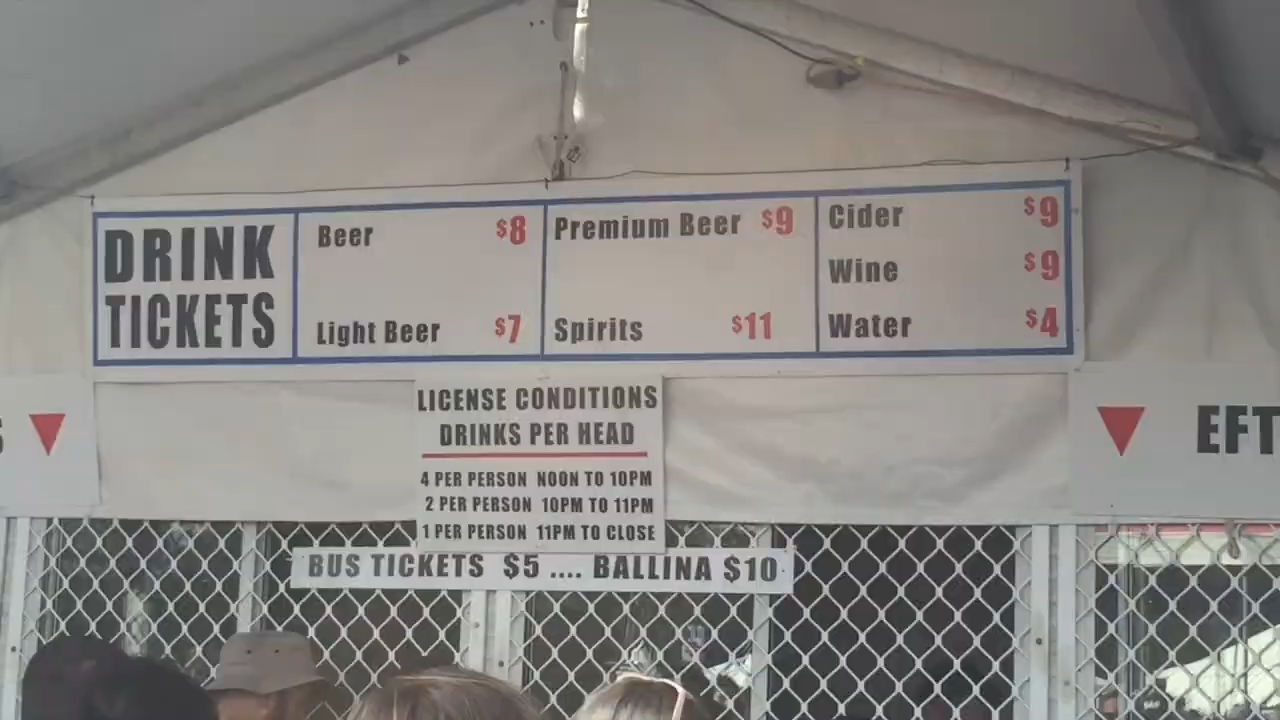 DRINK
TICKETS
Beer $8
Light Beer $7
Premium Beer $9
Spirits $11
Cider $9
Wine $9
Water $4
LICENSE CONDITIONS
DRINKS PER HEAD
4 PER PERSON NOON TO 10PM
2 PER PERSON 10PM TO 11PM
1 PER PERSON 11PM TO CLOSE
BUS TICKETS $5 .... BALLINA $10
EFT